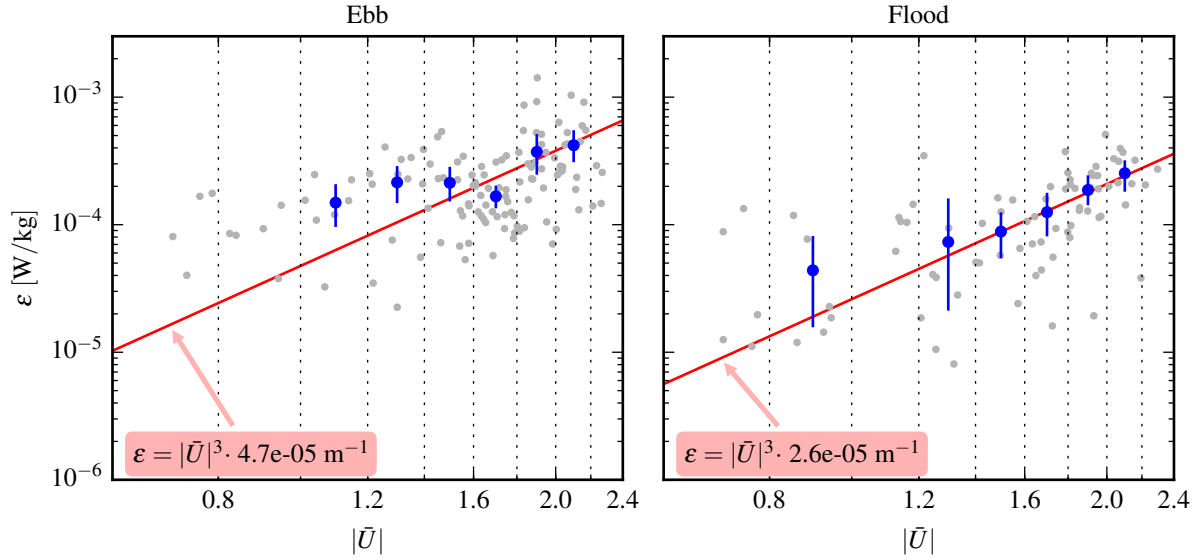 Ebb
Flood
ε [W/kg]
10⁻³
10⁻⁴
10⁻⁵
10⁻⁶
ε = |Ū|³ · 4.7e-05 m⁻¹
ε = |Ū|³ · 2.6e-05 m⁻¹
0.8 1.2 1.6 2.0 2.4
0.8 1.2 1.6 2.0 2.4
|Ū|
|Ū|